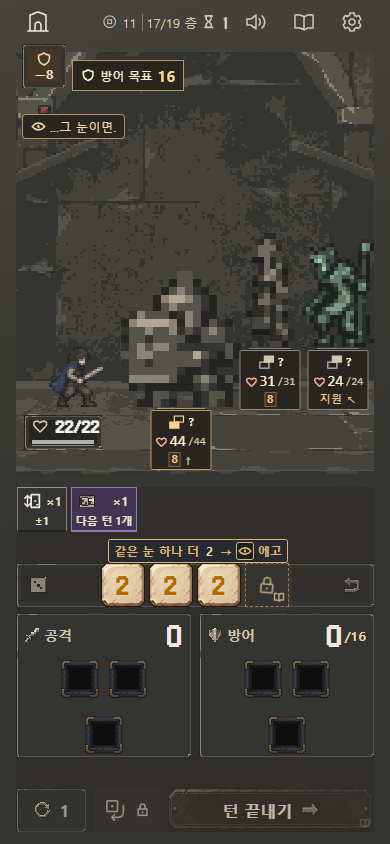 11 17/19 층 1
−8
방어 목표 16
...그 눈이면.
?
31/31
8
?
24/24
지원 ↖
22/22
?
44/44
8 ↑
×1
±1
×1
다음 턴 1개
같은 눈 하나 더 2 → 에고
2 2 2
공격 0
방어 0/16
1
턴 끝내기 ➡